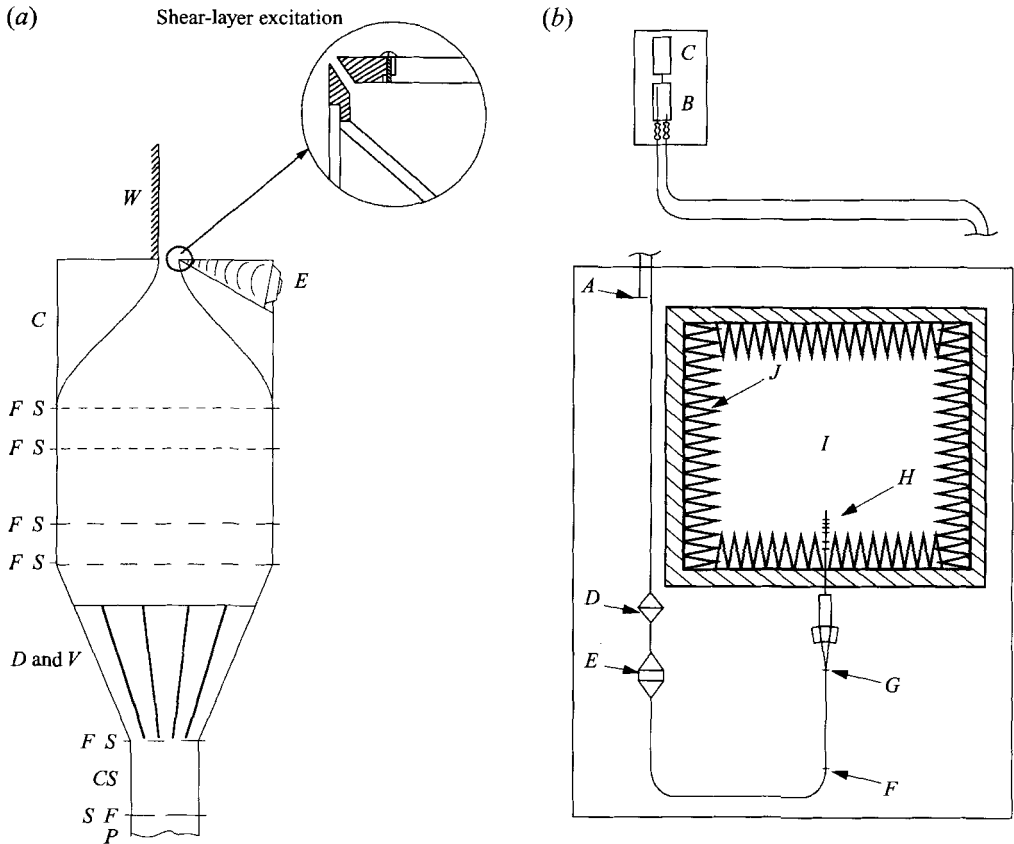 (a)
Shear-layer excitation
W
E
C
F S
F S
F S
F S
D and V
F S
CS
S F
P
(b)
C
B
A
J
I
H
D
E
G
F